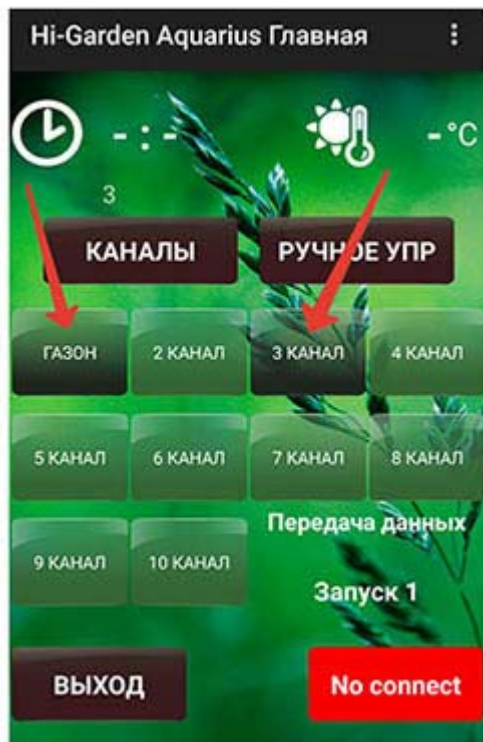 Hi-Garden Aquarius Главная
- : -
- °C
3
КАНАЛЫ
РУЧНОЕ УПР
ГАЗОН
2 КАНАЛ
3 КАНАЛ
4 КАНАЛ
5 КАНАЛ
6 КАНАЛ
7 КАНАЛ
8 КАНАЛ
Передача данных
9 КАНАЛ
10 КАНАЛ
Запуск 1
ВЫХОД
No connect